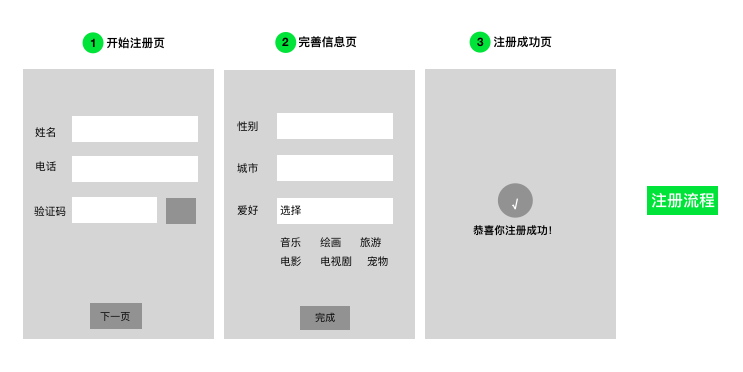 1 开始注册页
姓名
电话
验证码
下一页
2 完善信息页
性别
城市
爱好 选择
音乐 绘画 旅游
电影 电视剧 宠物
完成
3 注册成功页
√
恭喜你注册成功！
注册流程